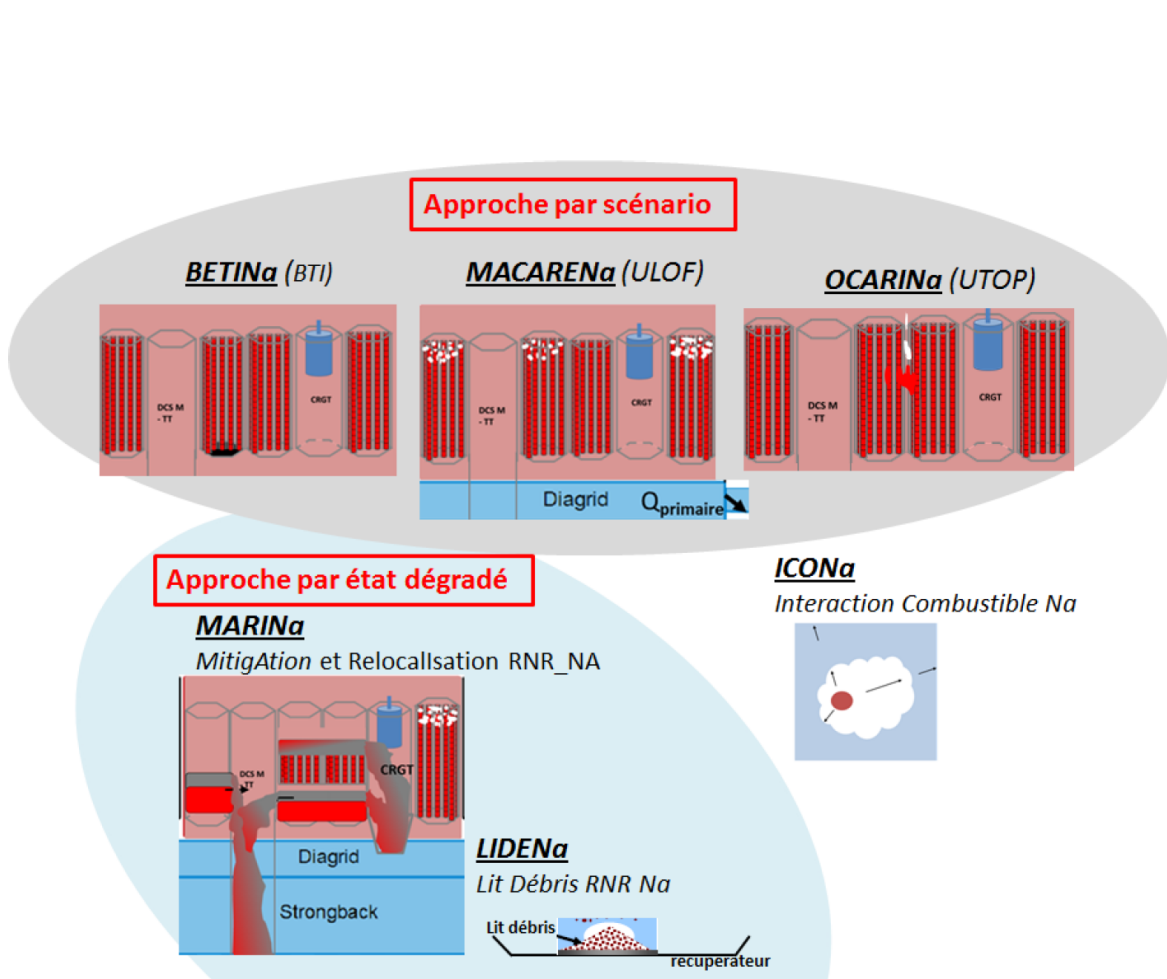 Approche par scénario
BETINa (BTI)
MACARENa (ULOF)
OCARINa (UTOP)
DCS M
- TT
CRGT
DCS M
- TT
CRGT
DCS M
- TT
CRGT
Diagrid
Qprimaire
Approche par état dégradé
MARINa
MitigAtion et RelocalIsation RNR_NA
DCS M
- TT
CRGT
Diagrid
Strongback
ICONa
Interaction Combustible Na
LIDENa
Lit Débris RNR Na
Lit débris
récupérateur